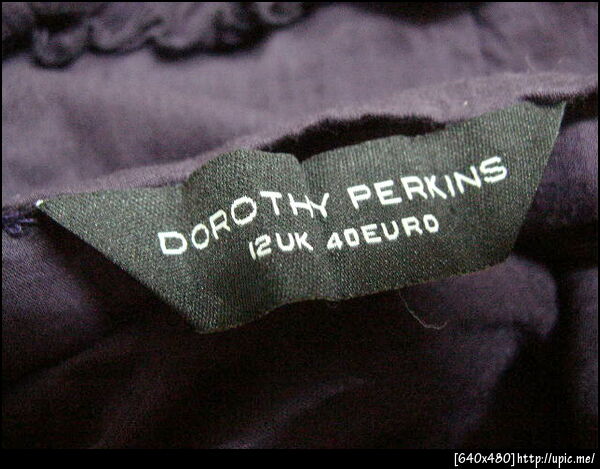 DOROTHY PERKINS
12UK 40EURO
[640x480]http://upic.me/